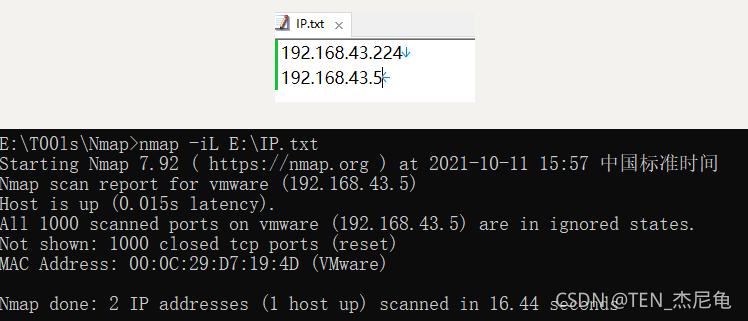 IP.txt ×
192.168.43.224↓
192.168.43.5←
E:\T00ls\Nmap>nmap -iL E:\IP.txt
Starting Nmap 7.92 ( https://nmap.org ) at 2021-10-11 15:57 中国标准时间
Nmap scan report for vmware (192.168.43.5)
Host is up (0.015s latency).
All 1000 scanned ports on vmware (192.168.43.5) are in ignored states.
Not shown: 1000 closed tcp ports (reset)
MAC Address: 00:0C:29:D7:19:4D (VMware)
Nmap done: 2 IP addresses (1 host up) scanned in 16.44 seconds
CSDN @TEN_杰尼龟